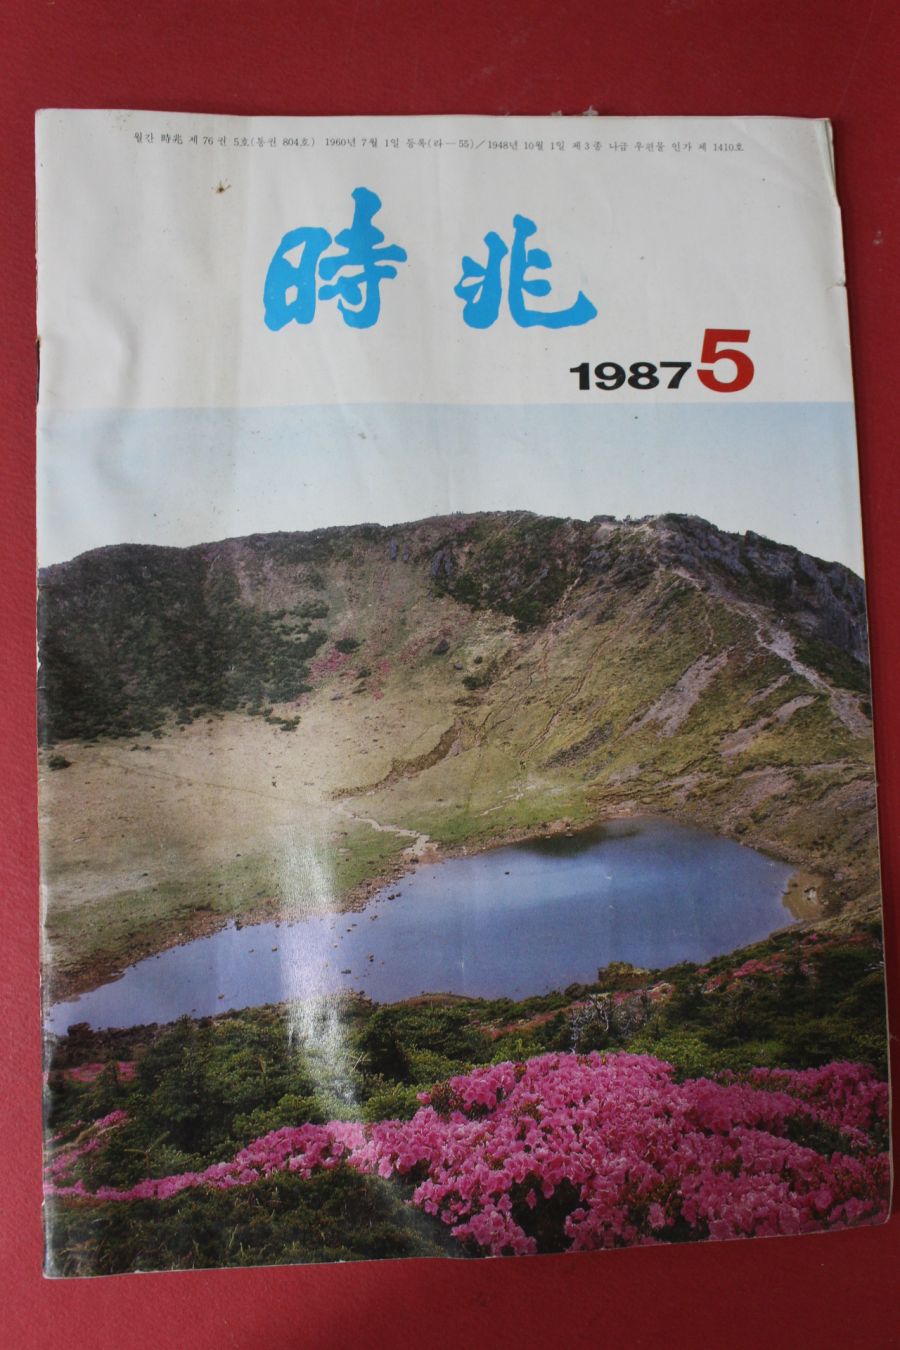 월간 時兆 제 76 권 5호(통권 804호) 1960년 7월 1일 등록(라—55)/1948년 10월 1일 제3종 나급 우편물 인가 제 1410호
時兆
1987 5